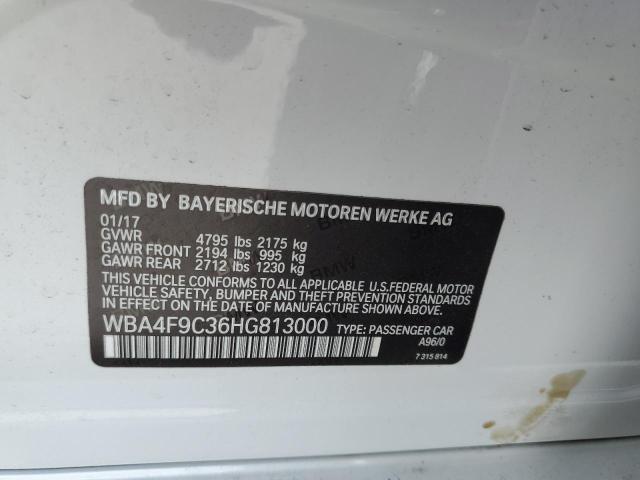 MFD BY BAYERISCHE MOTOREN WERKE AG
01/17
GVWR 4795 lbs 2175 kg
GAWR FRONT 2194 lbs 995 kg
GAWR REAR 2712 lbs 1230 kg
THIS VEHICLE CONFORMS TO ALL APPLICABLE U.S.FEDERAL MOTOR
VEHICLE SAFETY, BUMPER AND THEFT PREVENTION STANDARDS
IN EFFECT ON THE DATE OF MANUFACTURE SHOWN ABOVE.
WBA4F9C36HG813000 TYPE: PASSENGER CAR
A96/0
7 315 814
BMW